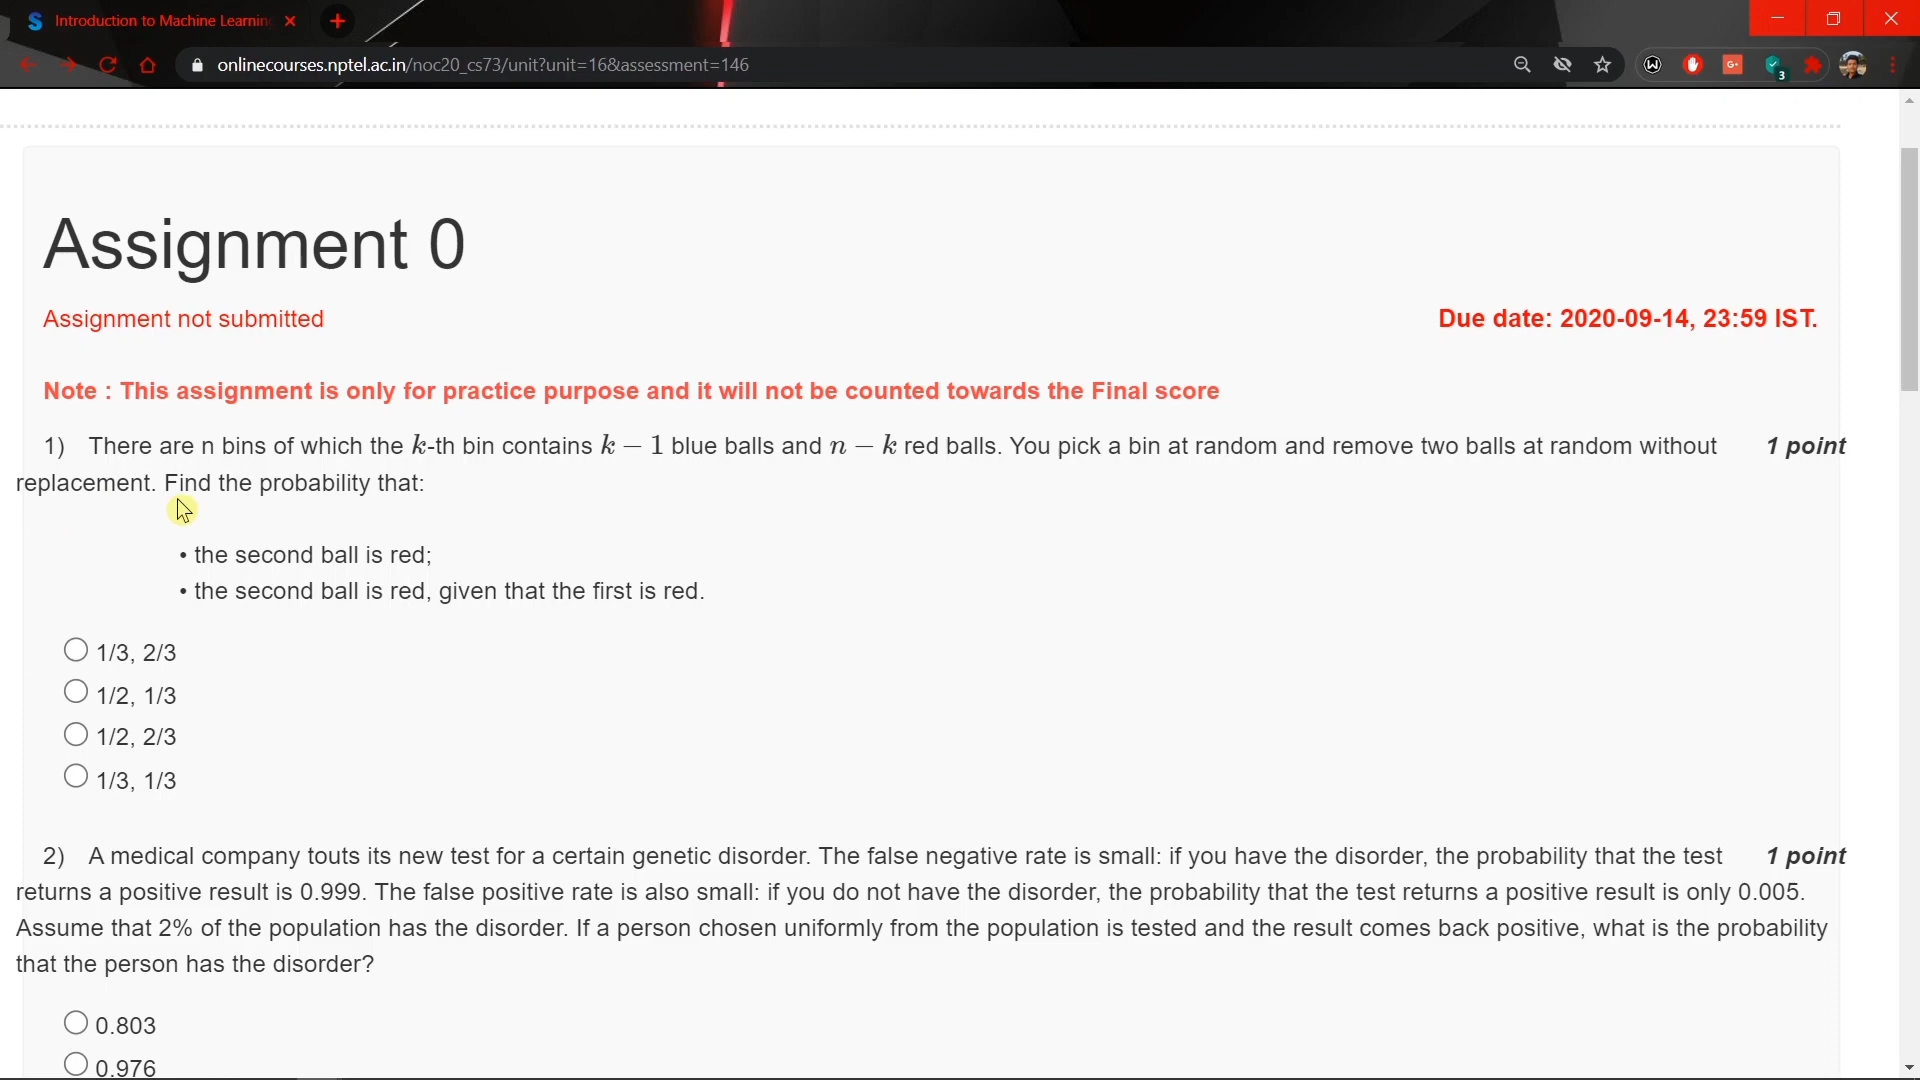 Introduction to Machine Learnin
onlinecourses.nptel.ac.in/noc20_cs73/unit?unit=16&assessment=146
3
Assignment 0
Assignment not submitted
Due date: 2020-09-14, 23:59 IST.
Note : This assignment is only for practice purpose and it will not be counted towards the Final score
1) There are n bins of which the k-th bin contains k − 1 blue balls and n − k red balls. You pick a bin at random and remove two balls at random without 1 point
replacement. Find the probability that:
• the second ball is red;
• the second ball is red, given that the first is red.
1/3, 2/3
1/2, 1/3
1/2, 2/3
1/3, 1/3
2) A medical company touts its new test for a certain genetic disorder. The false negative rate is small: if you have the disorder, the probability that the test 1 point
returns a positive result is 0.999. The false positive rate is also small: if you do not have the disorder, the probability that the test returns a positive result is only 0.005.
Assume that 2% of the population has the disorder. If a person chosen uniformly from the population is tested and the result comes back positive, what is the probability
that the person has the disorder?
0.803
0.976